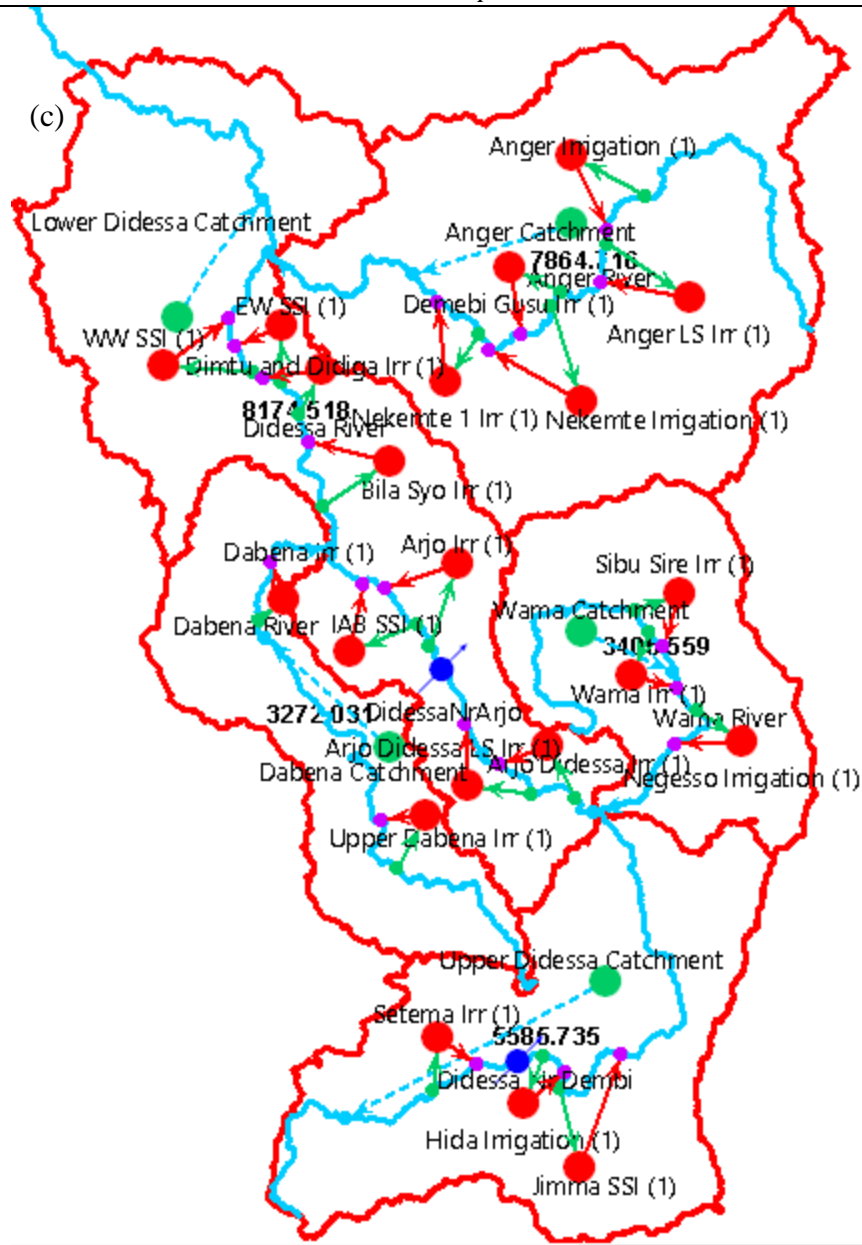 (c)
Anger Irrigation (1)
Lower Didessa Catchment
Anger Catchment
7864.716
Anger River
EW SSI (1)
Demebi Gusu Irr (1)
Anger LS Irr (1)
WW SSI (1)
Dimtu and Didiga Irr (1)
8174.518
Nekemte 1 Irr (1)
Nekemte Irrigation (1)
Didessa River
Bila Syo Irr (1)
Dabena Irr (1)
Arjo Irr (1)
Sibu Sire Irr (1)
Wama Catchment
Dabena River
IAB SSI (1)
3405.559
Wama Irr (1)
3272.031
DidessaNrArjo
Wama River
Arjo Didessa LS Irr (1)
Arjo Didessa Irr (1)
Dabena Catchment
Negesso Irrigation (1)
Upper Dabena Irr (1)
Upper Didessa Catchment
Setema Irr (1)
5585.735
Didessa Nr Dembi
Hida Irrigation (1)
Jimma SSI (1)